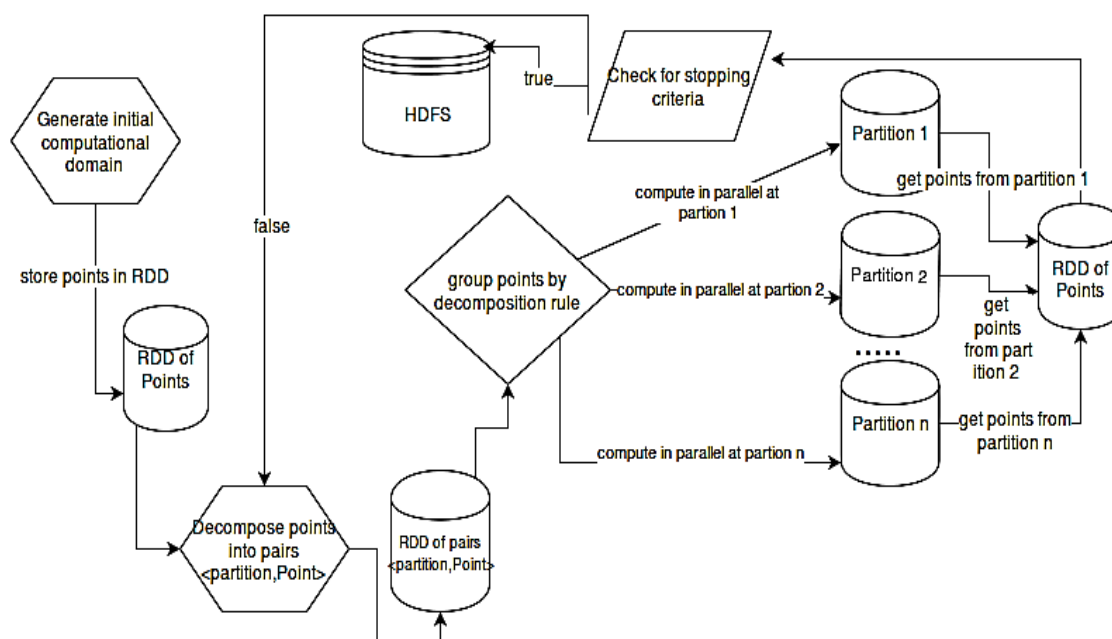 Generate initial
computational
domain
store points in RDD
RDD of
Points
Decompose points
into pairs
<partition,Point>
RDD of pairs
<partition,Point>
group points by
decomposition rule
compute in parallel at
partion 1
compute in parallel at partion 2
compute in parallel at partion n
Partition 1
Partition 2
.....
Partition n
get points from partition 1
get
points
from part
ition 2
get points from
partition n
RDD of
Points
Check for stopping
criteria
true
HDFS
false